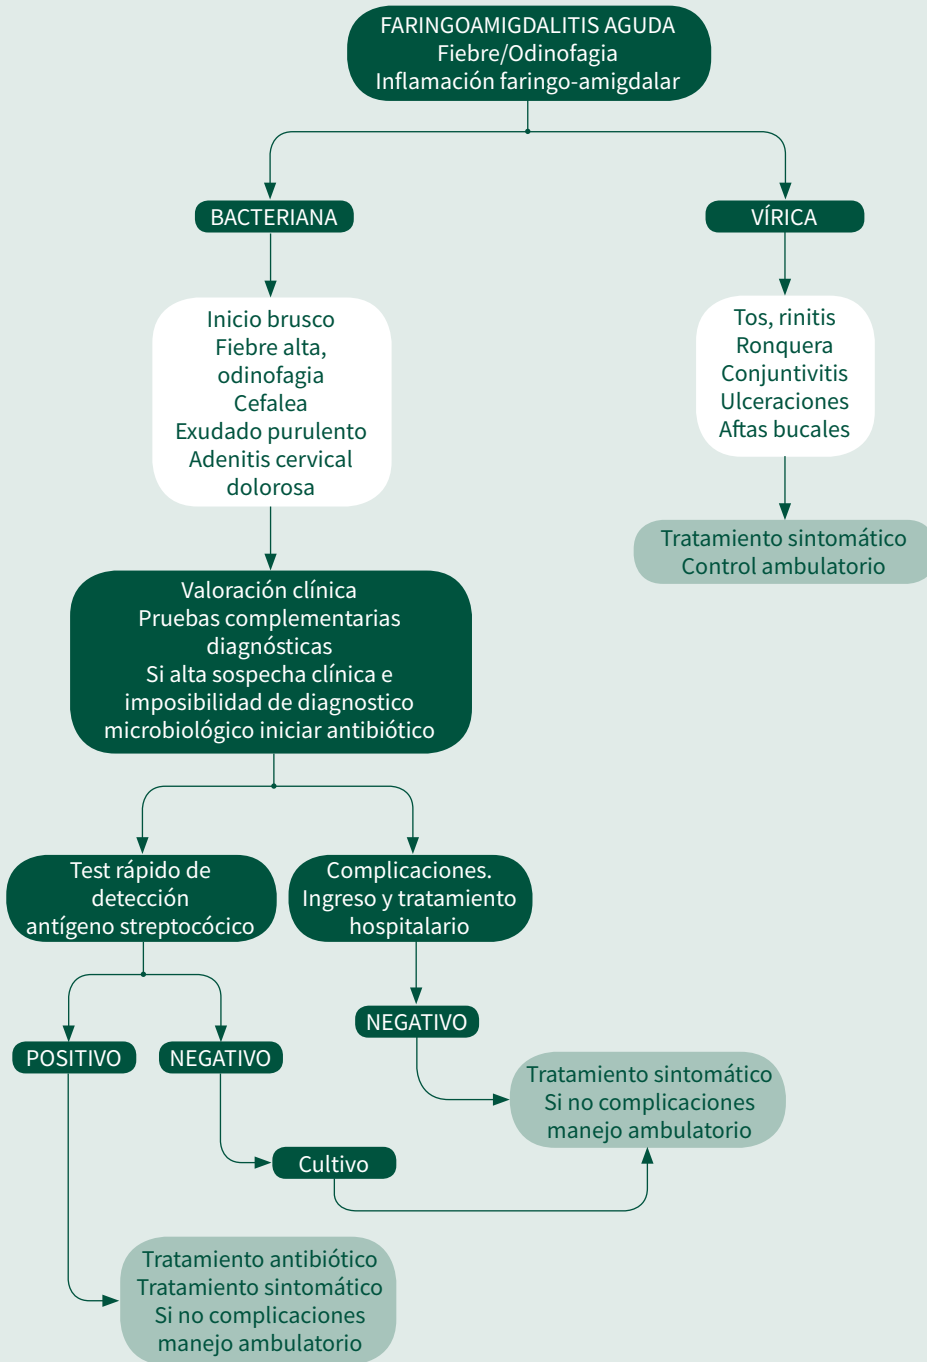 FARINGOAMIGDALITIS AGUDA
Fiebre/Odinofagia
Inflamación faringo-amigdalar
BACTERIANA
VÍRICA
Inicio brusco
Fiebre alta,
odinofagia
Cefalea
Exudado purulento
Adenitis cervical
dolorosa
Tos, rinitis
Ronquera
Conjuntivitis
Ulceraciones
Aftas bucales
Tratamiento sintomático
Control ambulatorio
Valoración clínica
Pruebas complementarias
diagnósticas
Si alta sospecha clínica e
imposibilidad de diagnostico
microbiológico iniciar antibiótico
Test rápido de
detección
antígeno streptocócico
Complicaciones.
Ingreso y tratamiento
hospitalario
POSITIVO
NEGATIVO
NEGATIVO
Tratamiento sintomático
Si no complicaciones
manejo ambulatorio
Cultivo
Tratamiento antibiótico
Tratamiento sintomático
Si no complicaciones
manejo ambulatorio